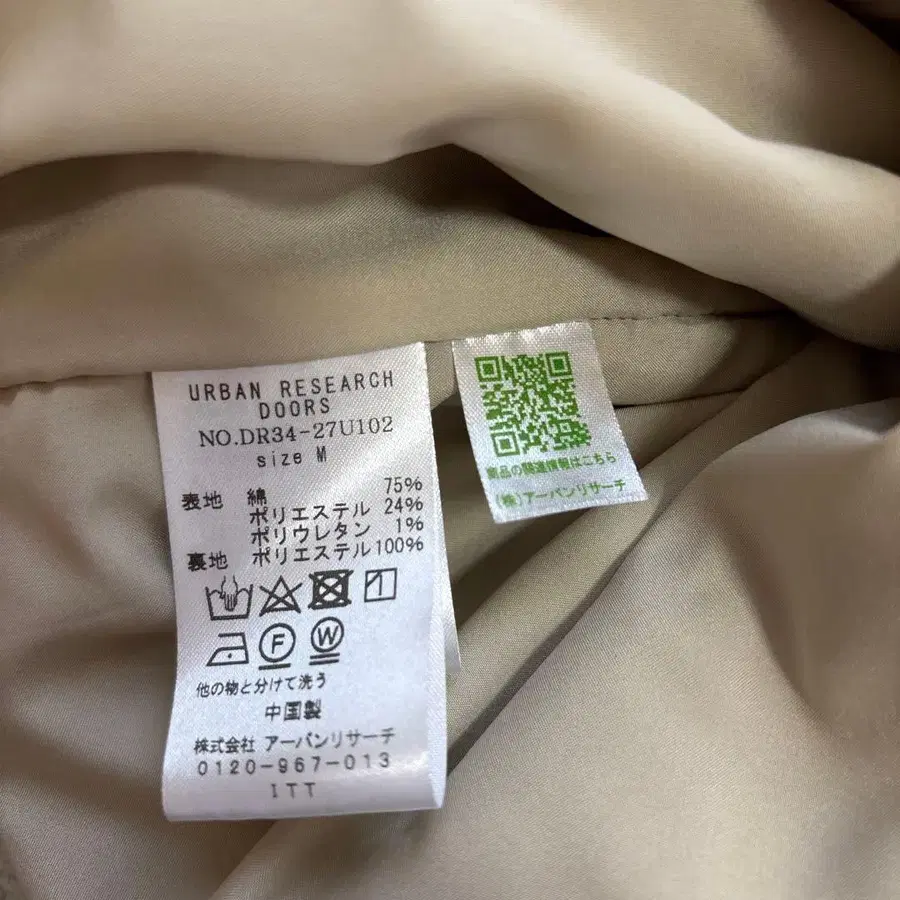 URBAN RESEARCH
DOORS
NO.DR34-27U102
size M
表地 綿 75%
ポリエステル 24%
ポリウレタン 1%
裏地 ポリエステル 100%
F W
他の物と分けて洗う
中国製
株式会社 アーバンリサーチ
0120-967-013
ITT
商品の関連情報はこちら
(株)アーバンリサーチ